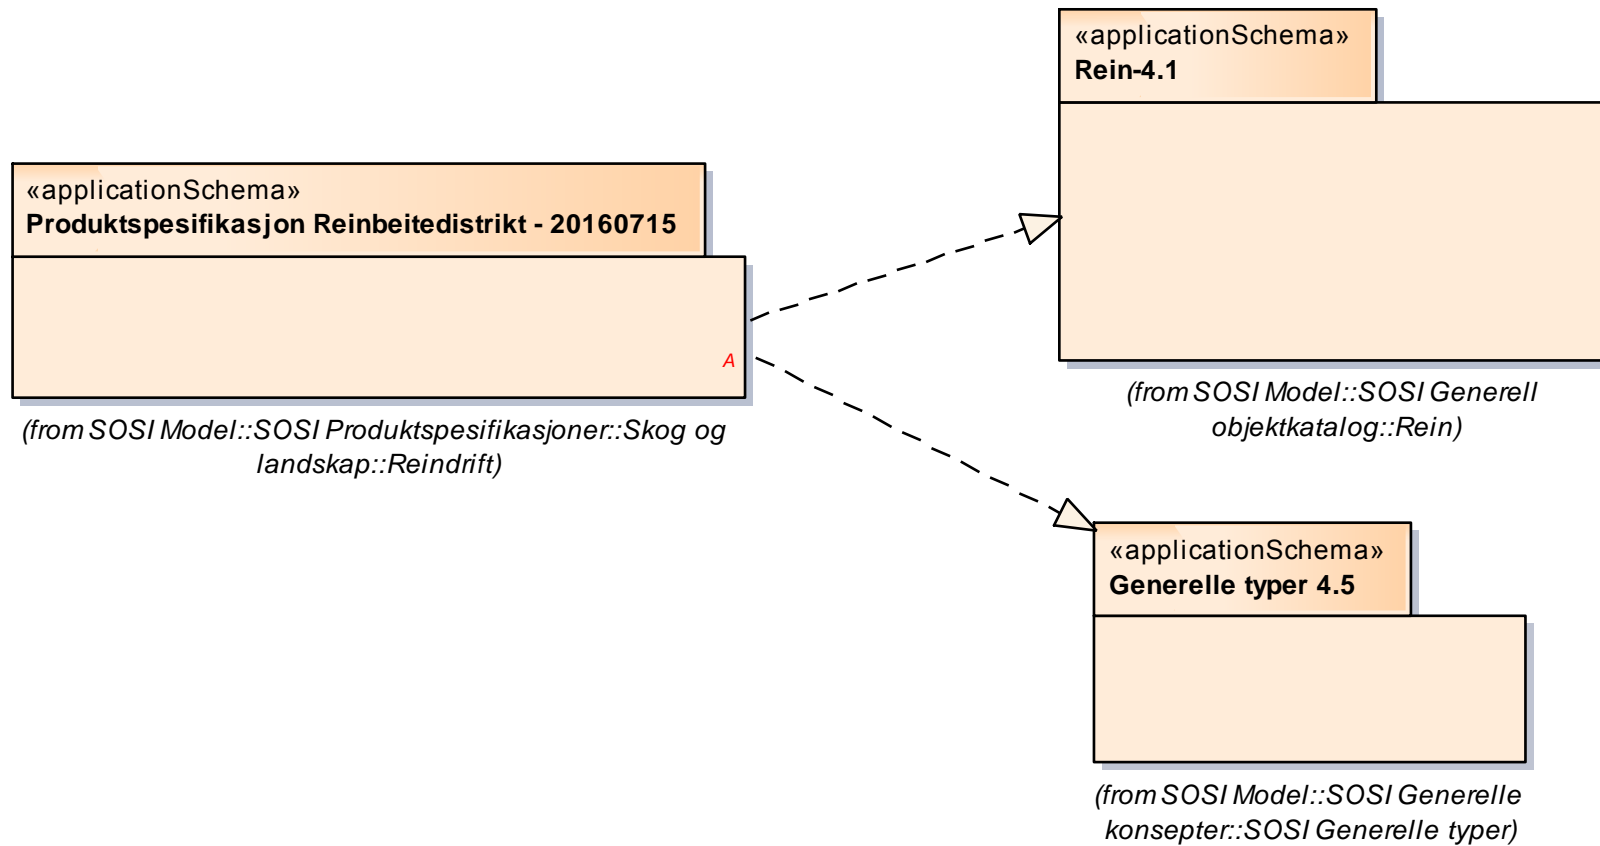 «applicationSchema»
Rein-4.1
«applicationSchema»
Produktspesifikasjon Reinbeitedistrikt - 20160715
A
(from SOSI Model::SOSI Generell
objektkatalog::Rein)
(from SOSI Model::SOSI Produktspesifikasjoner::Skog og
landskap::Reindrift)
«applicationSchema»
Generelle typer 4.5
(from SOSI Model::SOSI Generelle
konsepter::SOSI Generelle typer)